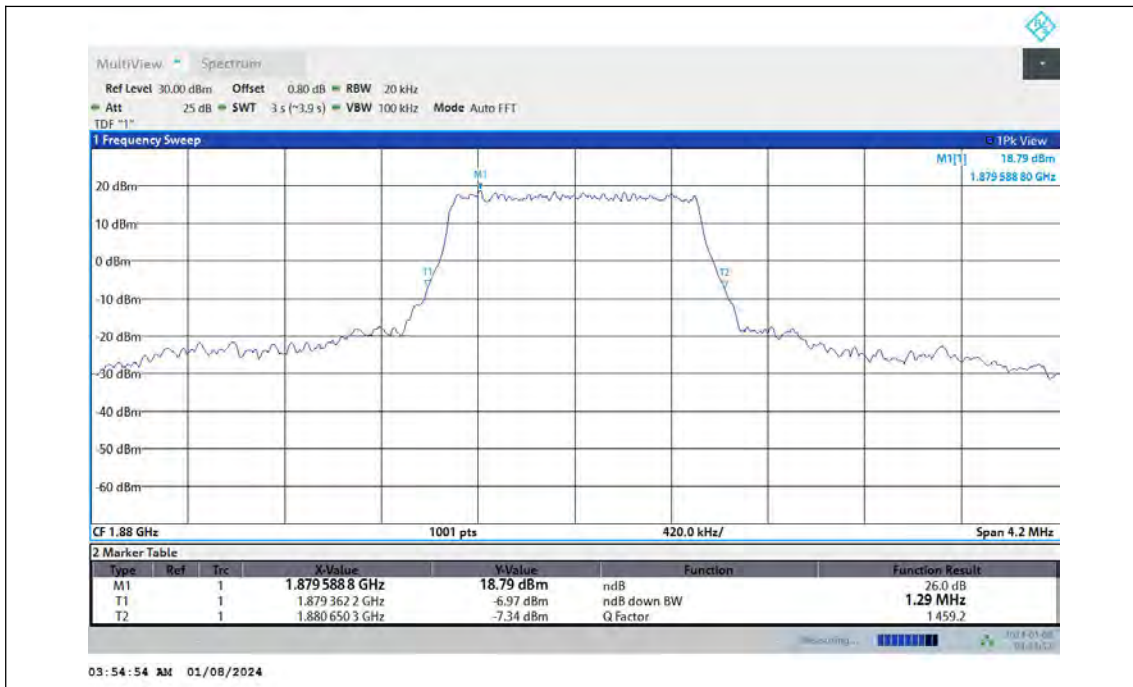 MultiView Spectrum
Ref Level 30.00 dBm Offset 0.80 dB RBW 20 kHz
Att 25 dB SWT 3 s (~3.9 s) VBW 100 kHz Mode Auto FFT
TDF "1"
1 Frequency Sweep 1Pk View
M1[1] 18.79 dBm
1.879 588 80 GHz
M1
20 dBm
10 dBm
0 dBm
T1 T2
-10 dBm
-20 dBm
-30 dBm
-40 dBm
-50 dBm
-60 dBm
CF 1.88 GHz 1001 pts 420.0 kHz/ Span 4.2 MHz
2 Marker Table
Type Ref Trc X-Value Y-Value Function Function Result
M1 1 1.879 588 8 GHz 18.79 dBm ndB 26.0 dB
T1 1 1.879 362 2 GHz -6.97 dBm ndB down BW 1.29 MHz
T2 1 1.880 650 3 GHz -7.34 dBm Q Factor 1 459.2
Measuring...
03:54:54 AM 01/08/2024